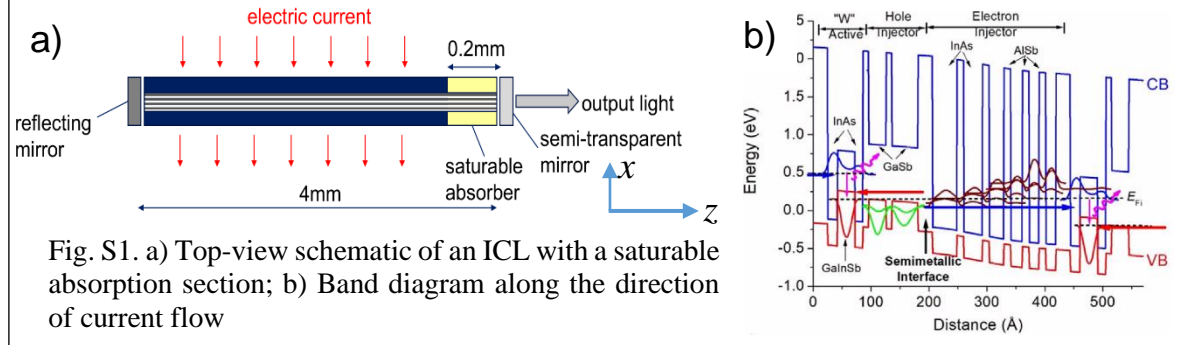 a)
electric current
0.2mm
reflecting
mirror
output light
semi-transparent
mirror
saturable
absorber
4mm
x
z
Fig. S1. a) Top-view schematic of an ICL with a saturable
absorption section; b) Band diagram along the direction
of current flow
b)
"W"
Active
Hole
Injector
Electron
Injector
InAs
AlSb
CB
InAs
GaSb
E_Fi
GaInSb
Semimetallic
Interface
VB
Energy (eV)
0
1.5
1.0
0.5
0.0
-0.5
-1.0
0 100 200 300 400 500
Distance (Å)